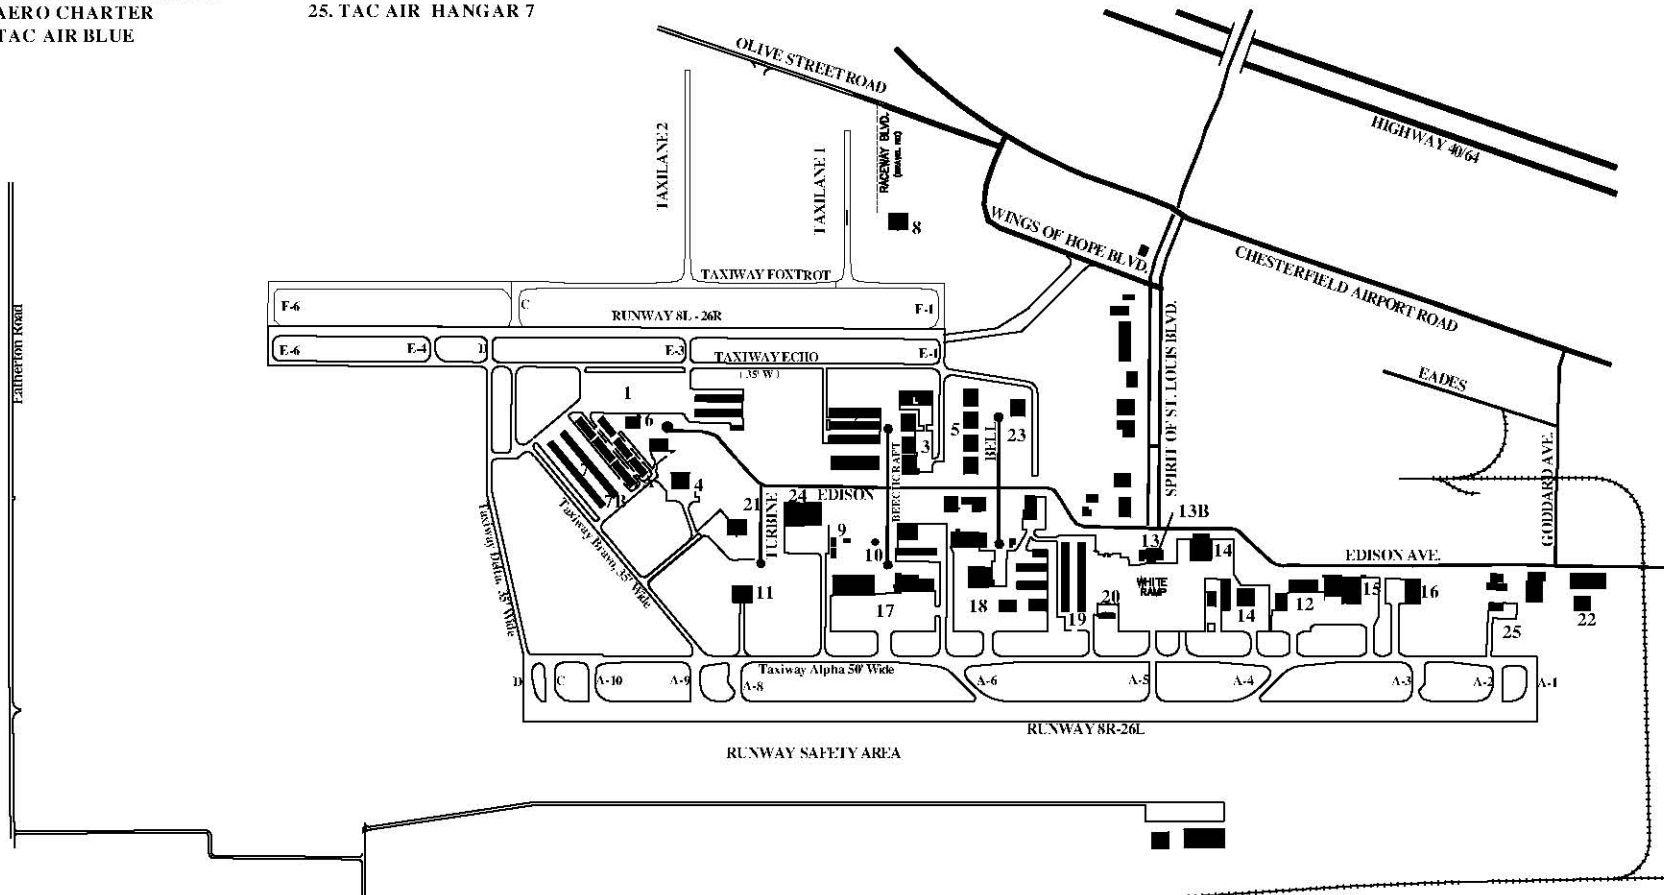 AERO CHARTER
TAC AIR BLUE
25. TAC AIR HANGAR 7
OLIVE STREET ROAD
HIGHWAY 40/64
RACEWAY BLVD.
TAXILANE 2
TAXILANE 1
8
WINGS OF HOPE BLVD.
CHESTERFIELD AIRPORT ROAD
TAXIWAY FOXTROT
F-6
C
RUNWAY 8L - 26R
F-1
Eatherton Road
E-6
E-4
D
E-3
TAXIWAY ECHO
E-1
( 35' W )
SPIRIT OF ST. LOUIS BLVD.
EADES
1
6
3
5
BELL
23
BEECHCRAFT
GODDARD AVE.
7
7B
4
21
TURBINE
24
EDISON
9
10
13B
13
14
EDISON AVE.
Taxiway Delta, 35' Wide
Taxiway Bravo, 35' Wide
11
17
18
19
20
WHITE
RAMP
14
12
15
16
25
22
D
C
A-10
A-9
A-8
Taxiway Alpha 50' Wide
A-6
A-5
A-4
A-3
A-2
A-1
RUNWAY 8R-26L
RUNWAY SAFETY AREA